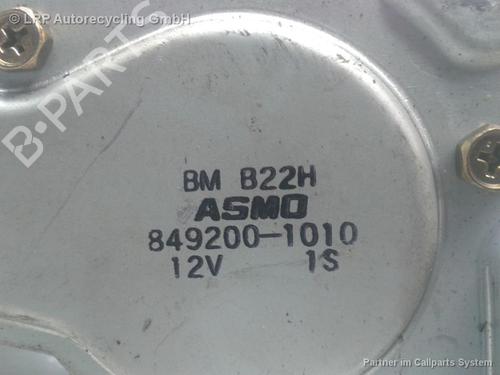 © LRP Autorecycling GmbH
B-PARTS
BM B22H
ASMO
849200-1010
12V 1S
Partner im Callparts System